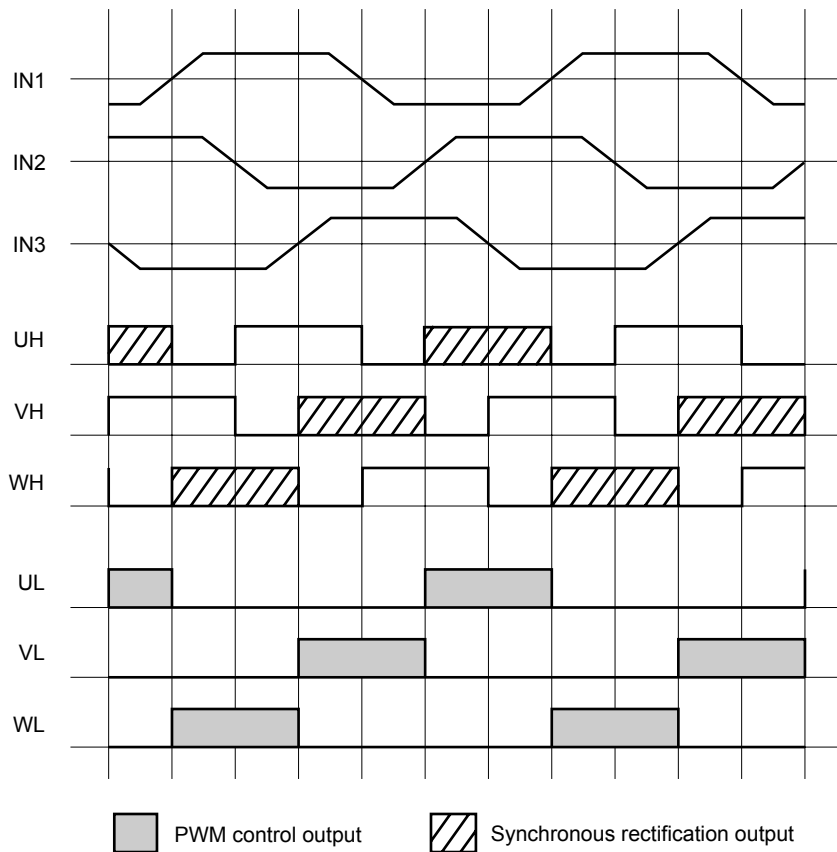 IN1
IN2
IN3
UH
VH
WH
UL
VL
WL
PWM control output
Synchronous rectification output